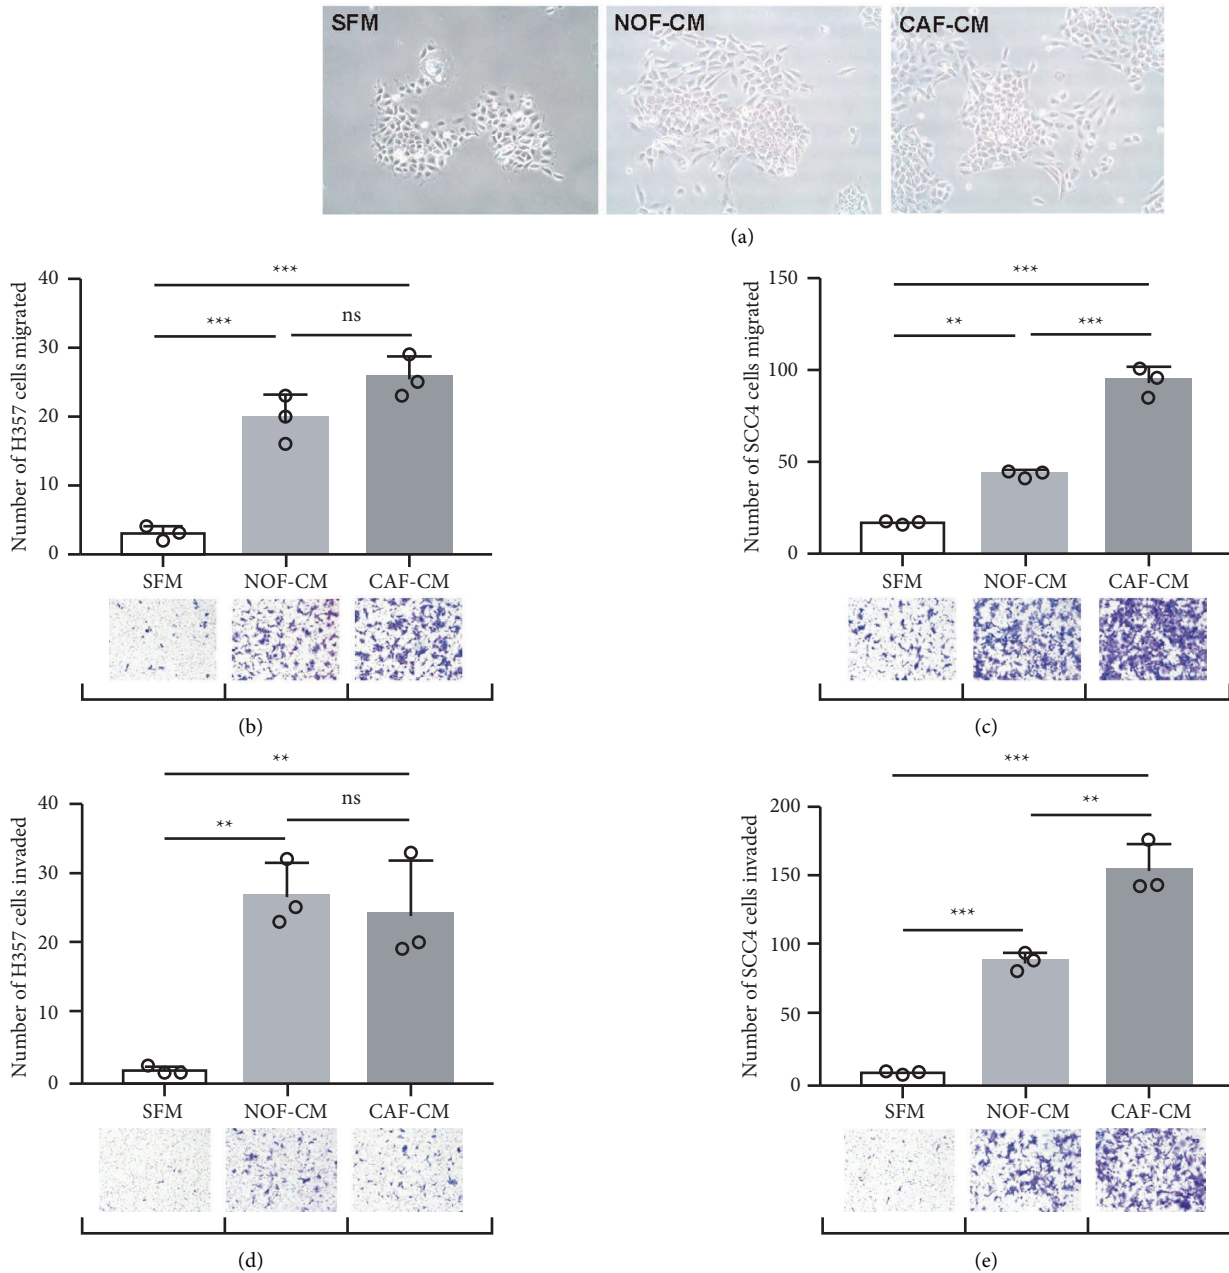 SFM NOF-CM CAF-CM
(a)
Number of H357 cells migrated
40
30
20
10
0
***
***
ns
SFM NOF-CM CAF-CM
(b)
Number of SCC4 cells migrated
150
100
50
0
***
**
***
SFM NOF-CM CAF-CM
(c)
Number of H357 cells invaded
40
30
20
10
0
**
**
ns
SFM NOF-CM CAF-CM
(d)
Number of SCC4 cells invaded
200
150
100
50
0
***
**
***
SFM NOF-CM CAF-CM
(e)